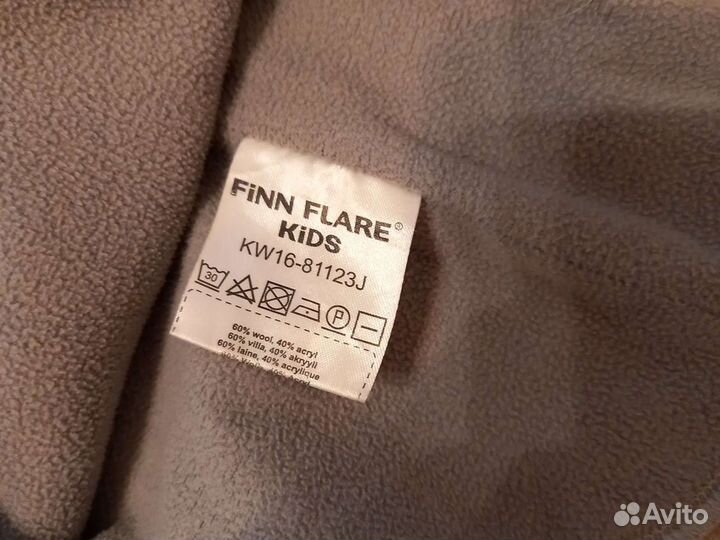 FiNN FLARE®
KiDS
KW16-81123J
30 P
60% wool, 40% acryl
60% villa, 40% akryyli
60% laine, 40% acrylique
Avito